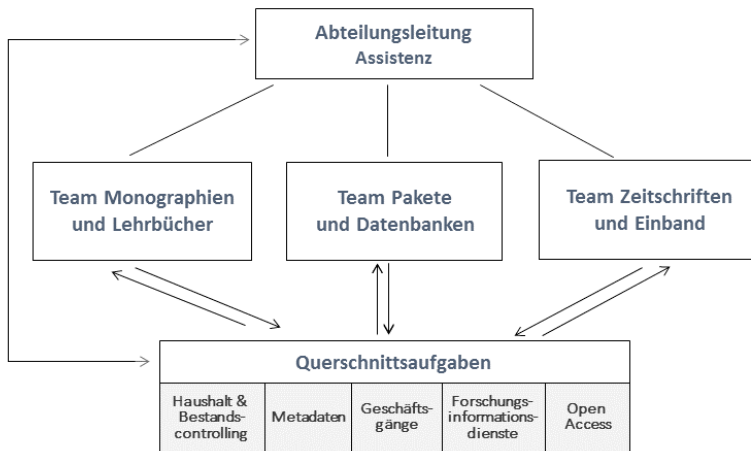 Abteilungsleitung
Assistenz
Team Monographien
und Lehrbücher
Team Pakete
und Datenbanken
Team Zeitschriften
und Einband
Querschnittsaufgaben
Haushalt &
Bestands-
controlling
Metadaten
Geschäfts-
gänge
Forschungs-
informations-
dienste
Open
Access